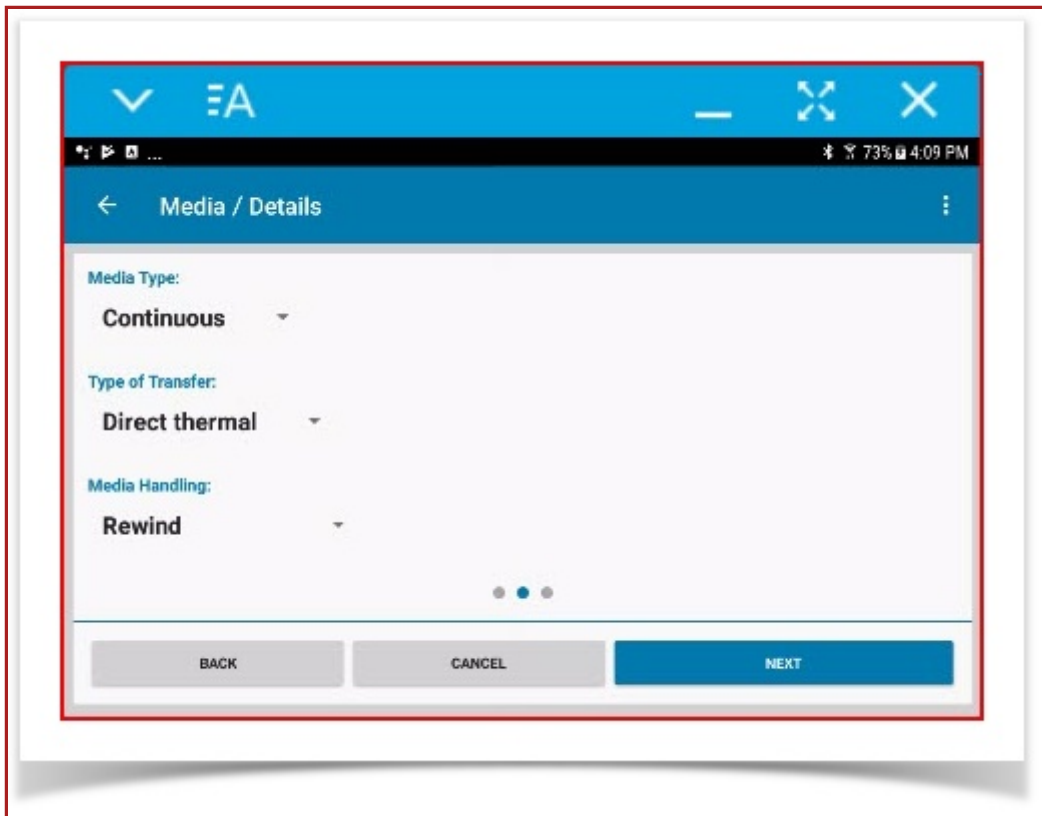 EA
...
73% 4:09 PM
Media / Details
Media Type:
Continuous
Type of Transfer:
Direct thermal
Media Handling:
Rewind
BACK CANCEL NEXT